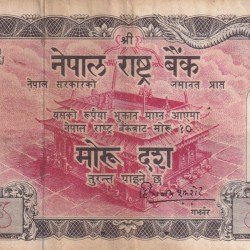 श्री
नेपाल राष्ट्र बैंक
नेपाल सरकारको जमानत प्राप्त
यसको रूपैया भूक्तान माग्न आएमा
नेपाल राष्ट्र बैंकबाट मोरू १०
मोरू दश
तुरन्त पाइने छ
गभर्नर